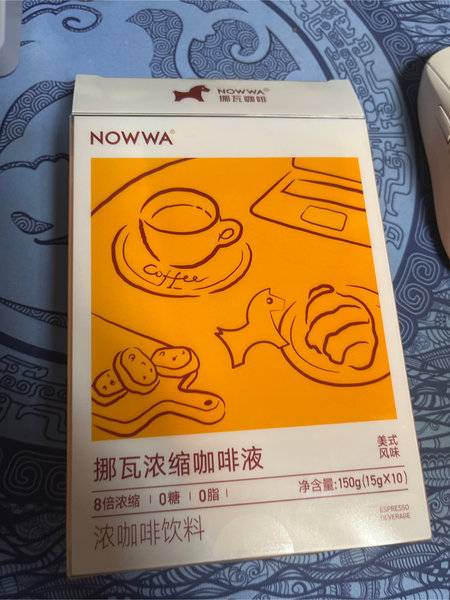 NOWWA®
挪瓦咖啡
NOWWA®
Coffee
挪瓦浓缩咖啡液
美式
风味
8倍浓缩 | 0糖 | 0脂 |
净含量:150g(15g×10)
浓咖啡饮料
ESPRESSO
BEVERAGE